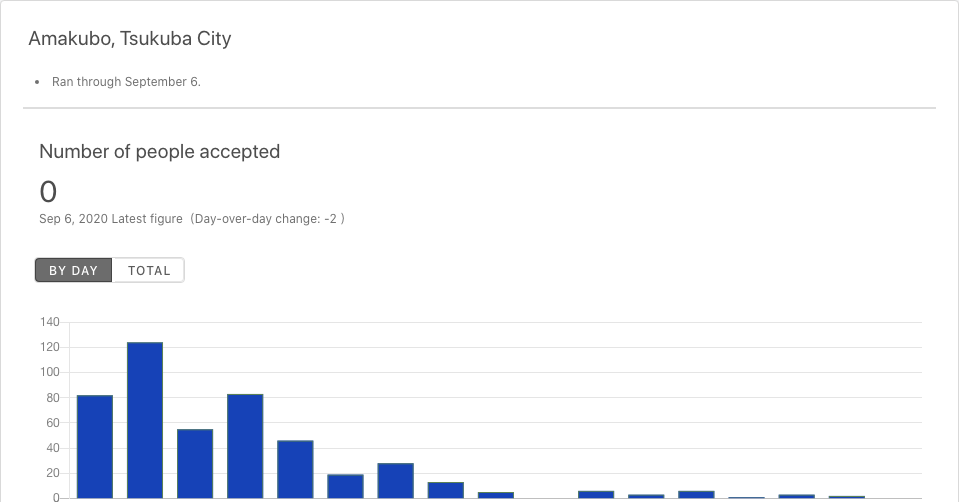 Amakubo, Tsukuba City
• Ran through September 6.
Number of people accepted
0
Sep 6, 2020 Latest figure (Day-over-day change: -2 )
BY DAY TOTAL
140
120
100
80
60
40
20
0